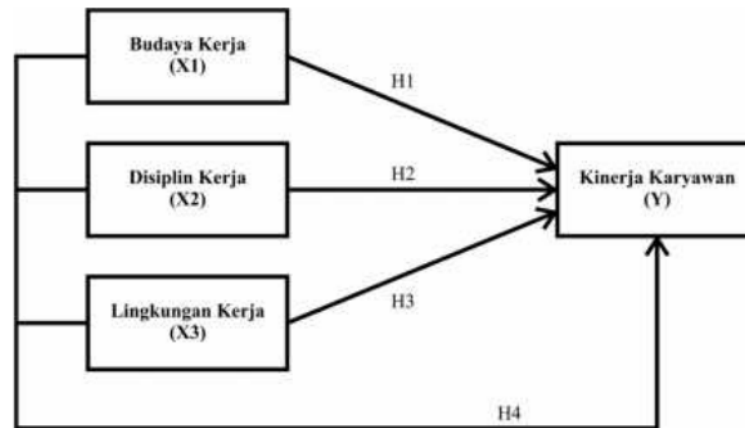 Budaya Kerja
(X1)
H1
Disiplin Kerja
(X2)
H2
Kinerja Karyawan
(Y)
Lingkungan Kerja
(X3)
H3
H4